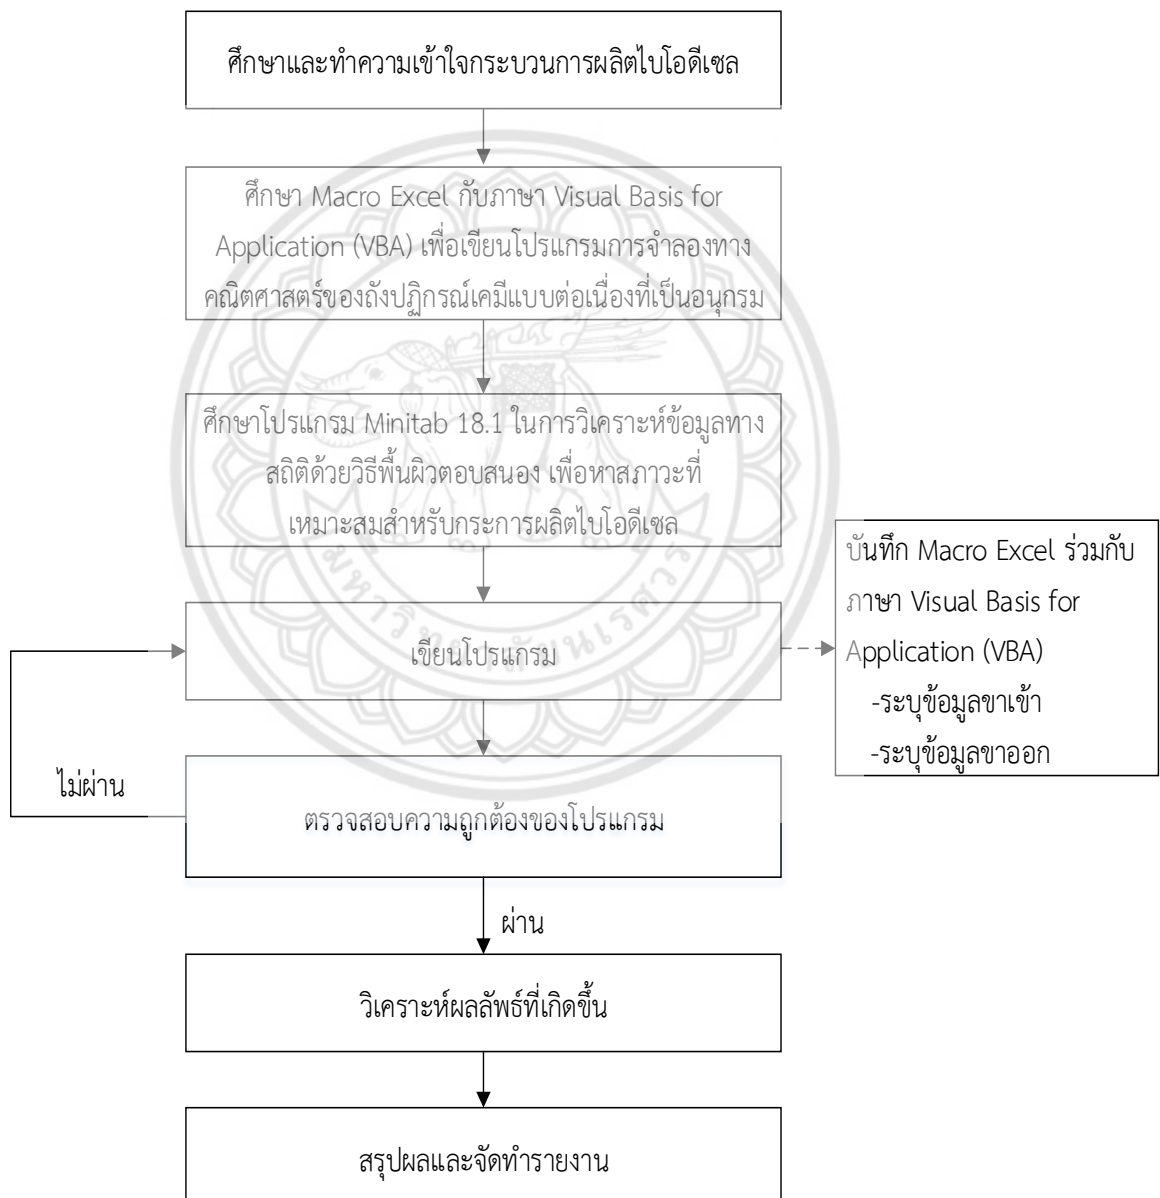 ศึกษาและทำความเข้าใจกระบวนการผลิตไบโอดีเซล
ศึกษา Macro Excel กับภาษา Visual Basis for
Application (VBA) เพื่อเขียนโปรแกรมการจำลองทาง
คณิตศาสตร์ของถังปฏิกรณ์เคมีแบบต่อเนื่องที่เป็นอนุกรม
ศึกษาโปรแกรม Minitab 18.1 ในการวิเคราะห์ข้อมูลทาง
สถิติด้วยวิธีพื้นผิวตอบสนอง เพื่อหาสภาวะที่
เหมาะสมสำหรับกระการผลิตไบโอดีเซล
มหาวิทยาลัยนเรศวร
เขียนโปรแกรม
บันทึก Macro Excel ร่วมกับ
ภาษา Visual Basis for
Application (VBA)
-ระบุข้อมูลขาเข้า
-ระบุข้อมูลขาออก
ไม่ผ่าน
ตรวจสอบความถูกต้องของโปรแกรม
ผ่าน
วิเคราะห์ผลลัพธ์ที่เกิดขึ้น
สรุปผลและจัดทำรายงาน